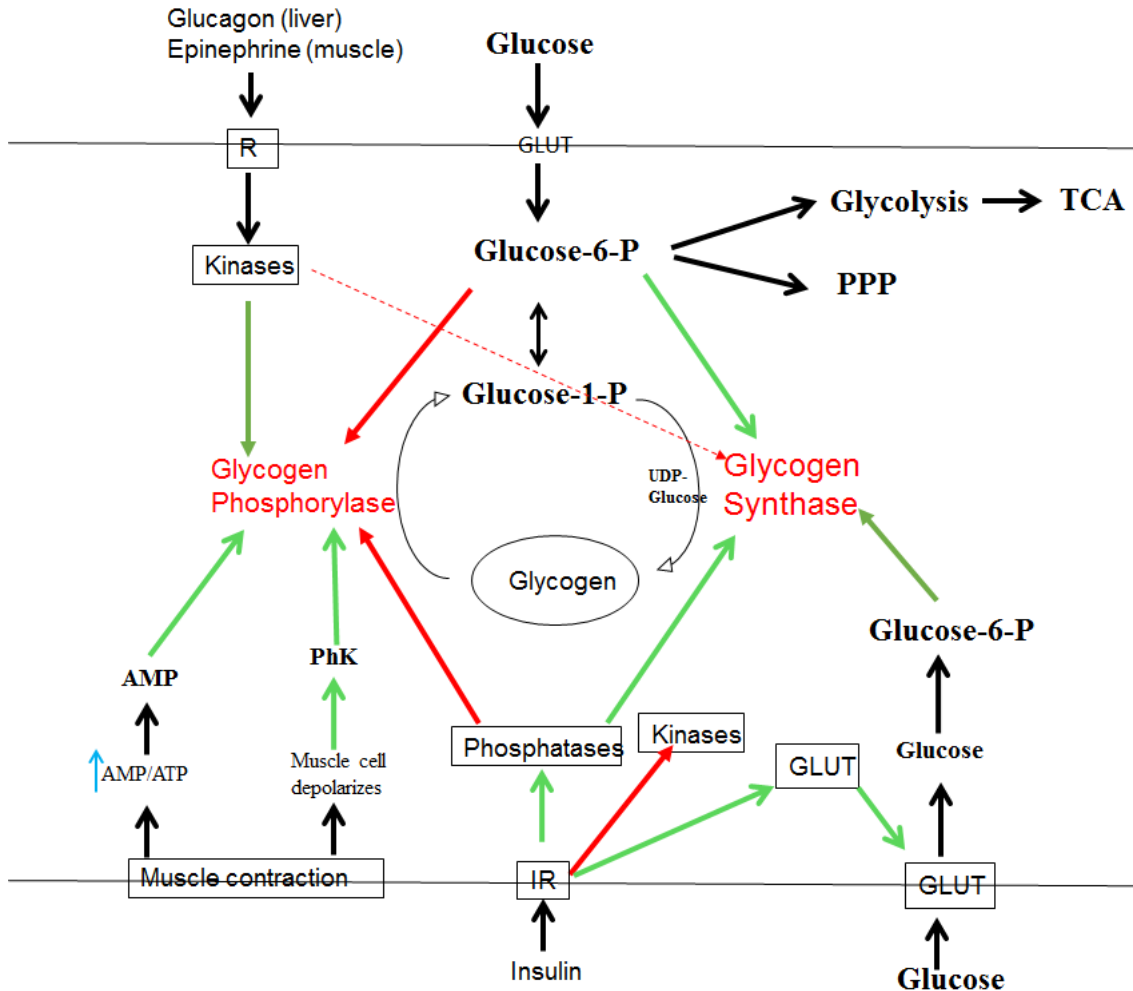 Glucagon (liver)
Epinephrine (muscle)
Glucose
R
GLUT
Glycolysis
TCA
Kinases
Glucose-6-P
PPP
Glucose-1-P
Glycogen
Phosphorylase
UDP-
Glucose
Glycogen
Synthase
Glycogen
Glucose-6-P
PhK
AMP
Phosphatases
Kinases
AMP/ATP
Muscle cell
depolarizes
GLUT
Glucose
Muscle contraction
IR
GLUT
Insulin
Glucose